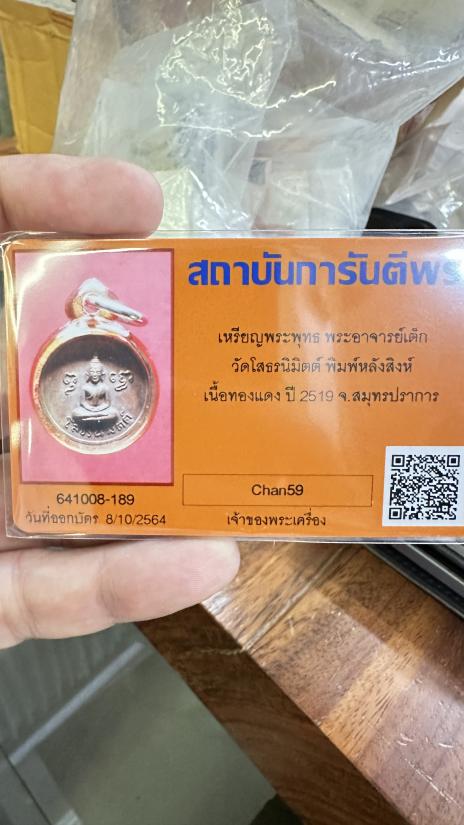 สถาบันการันตีพร
เหรียญพระพุทธ พระอาจารย์เต็ก
วัดโสธรนิมิตต์ พิมพ์หลังสิงห์
เนื้อทองแดง ปี 2519 จ.สมุทรปราการ
641008-189
วันที่ออกบัตร 8/10/2564
Chan59
เจ้าของพระเครื่อง